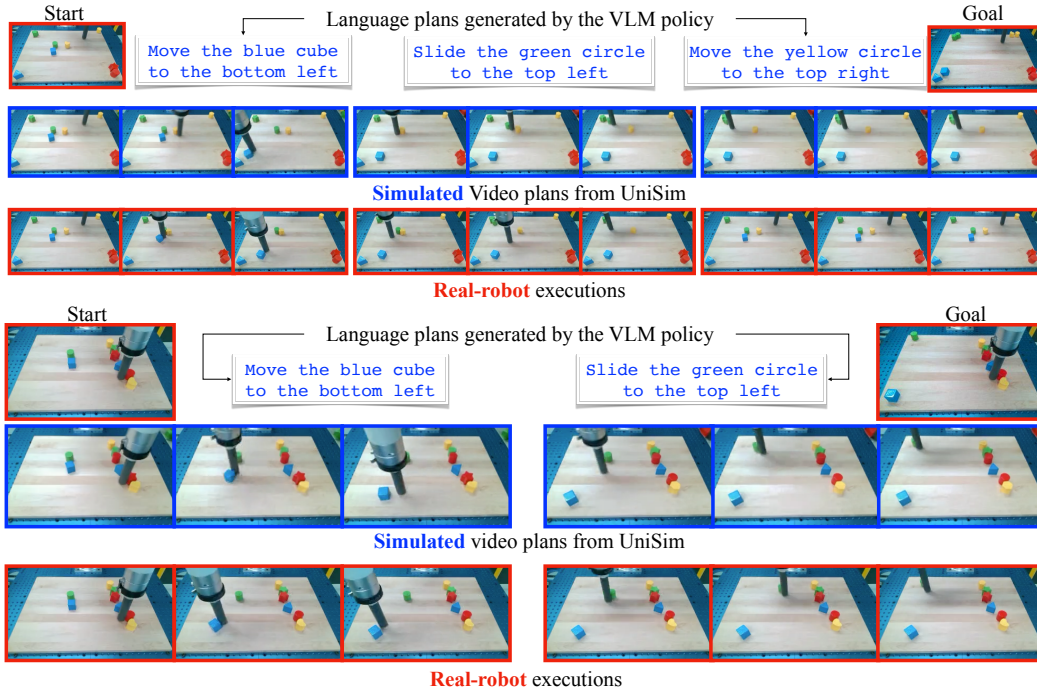 Start
Language plans generated by the VLM policy
Goal
Move the blue cube
to the bottom left
Slide the green circle
to the top left
Move the yellow circle
to the top right
Simulated Video plans from UniSim
Real-robot executions
Start
Language plans generated by the VLM policy
Goal
Move the blue cube
to the bottom left
Slide the green circle
to the top left
Simulated video plans from UniSim
Real-robot executions